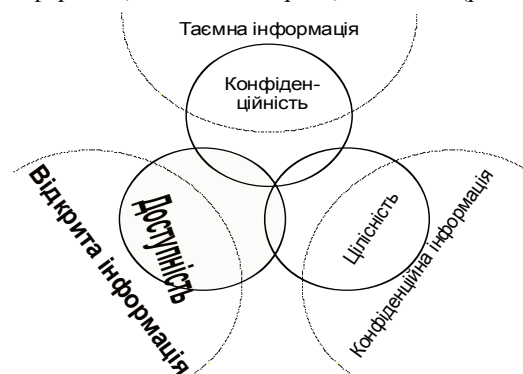 Таємна інформація
Конфіден-
ційність
Відкрита інформація
Доступність
Цілісність
Конфіденційна інформація